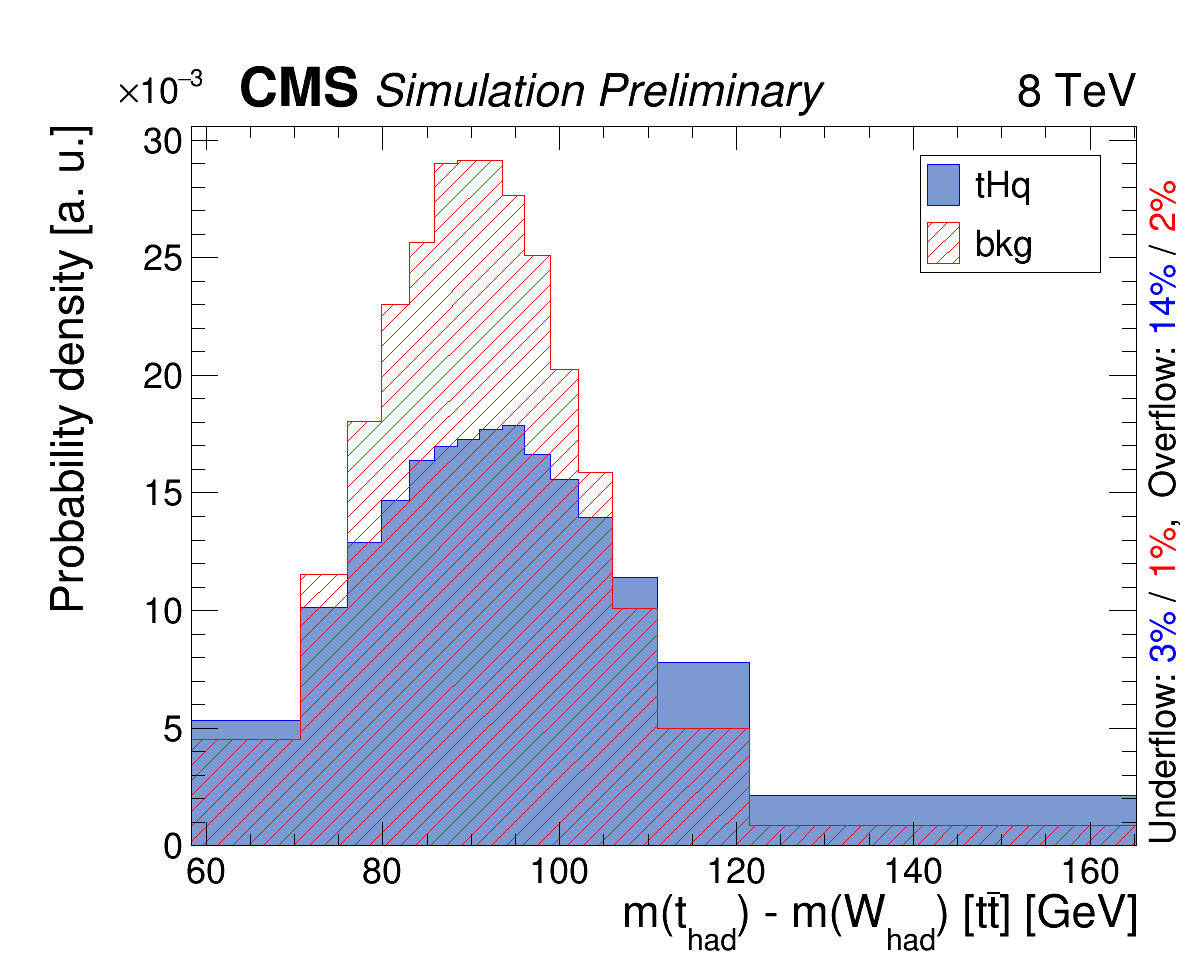 ×10⁻³ CMS Simulation Preliminary 8 TeV
Probability density [a. u.]
30
25
20
15
10
5
0
tHq
bkg
60 80 100 120 140 160
m(t_had) - m(W_had) [tt̄] [GeV]
Underflow: 3% / 1%, Overflow: 14% / 2%